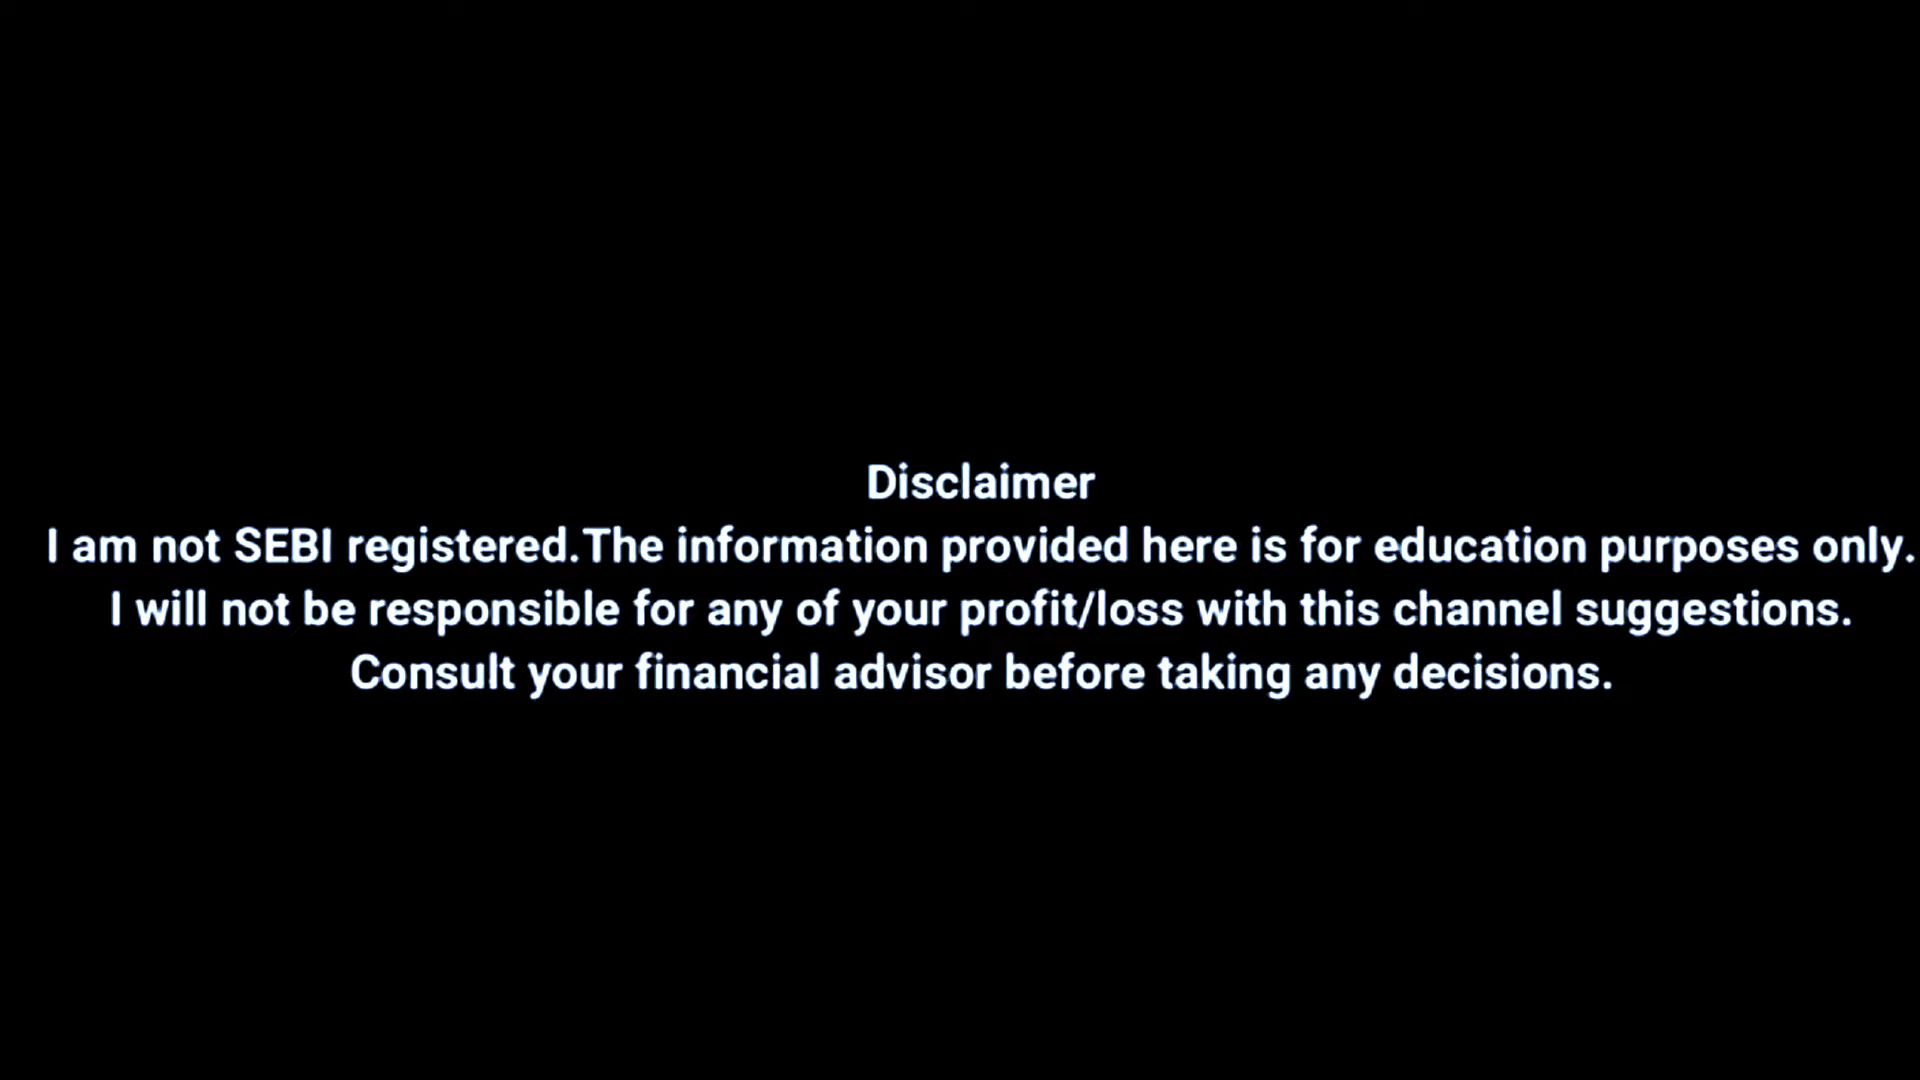 Disclaimer
I am not SEBI registered.The information provided here is for education purposes only.
I will not be responsible for any of your profit/loss with this channel suggestions.
Consult your financial advisor before taking any decisions.